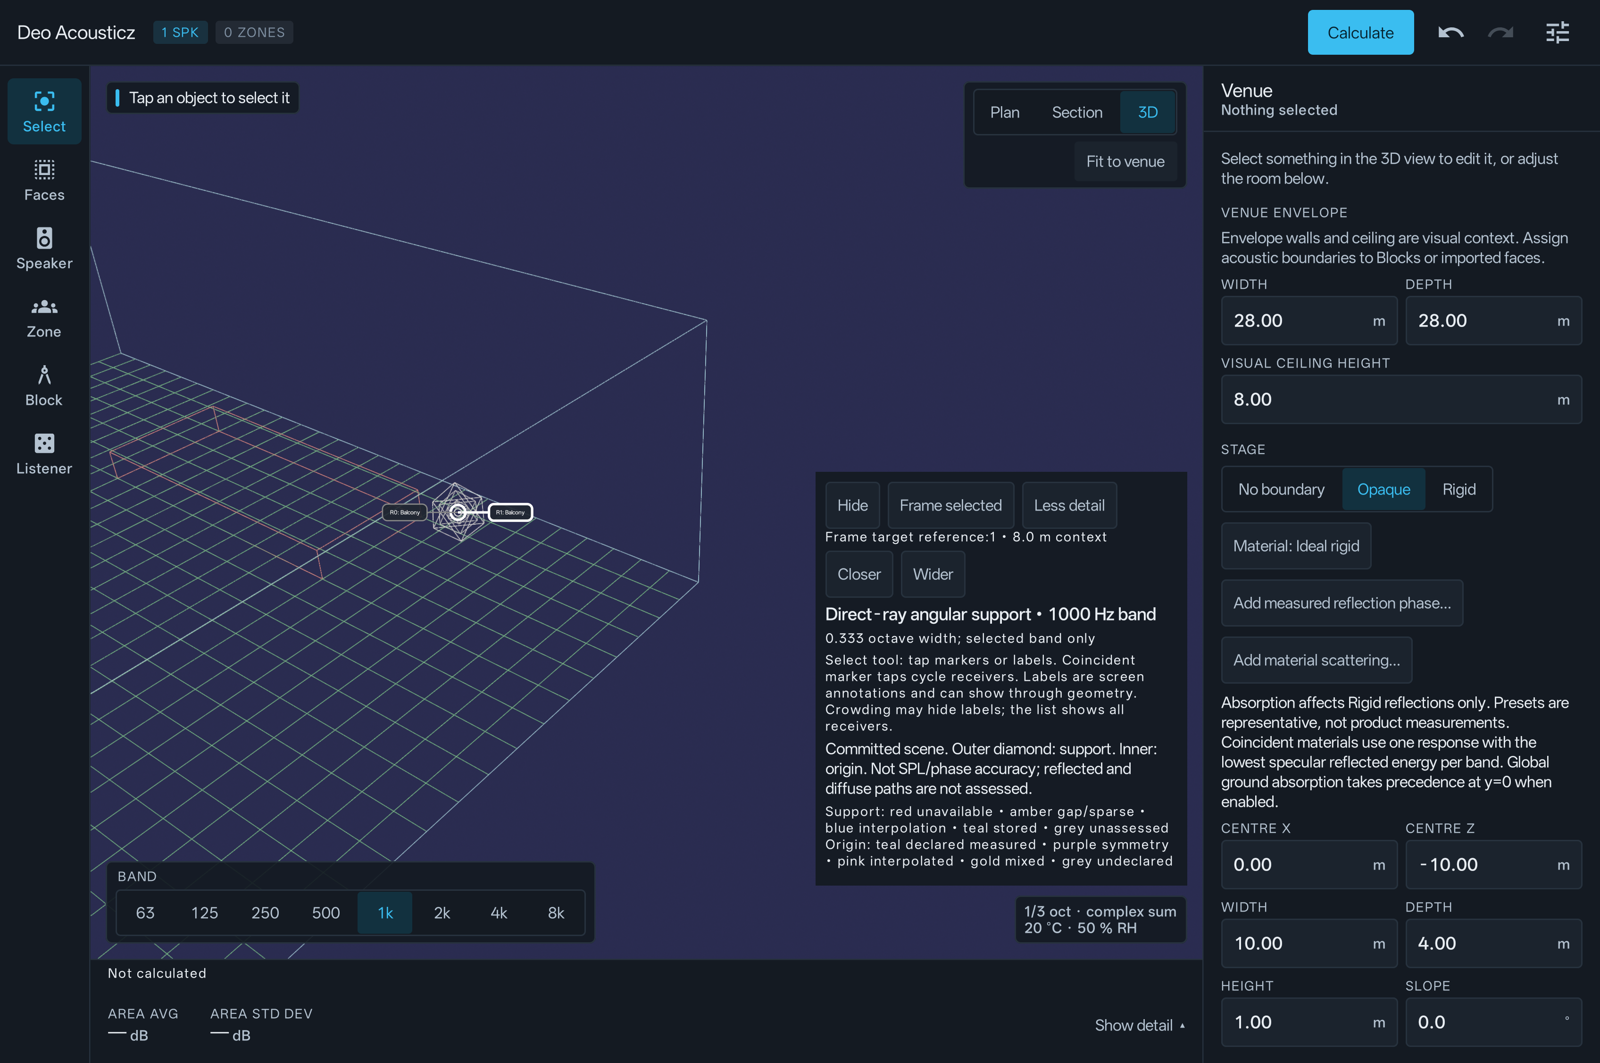 Deo Acousticz
1 SPK
0 ZONES
Calculate
Select
Faces
Speaker
Zone
Block
Listener
Tap an object to select it
Plan
Section
3D
Fit to venue
R0: Balcony
R1: Balcony
Hide
Frame selected
Less detail
Frame target reference:1 • 8.0 m context
Closer
Wider
Direct-ray angular support • 1000 Hz band
0.333 octave width; selected band only
Select tool: tap markers or labels. Coincident
marker taps cycle receivers. Labels are screen
annotations and can show through geometry.
Crowding may hide labels; the list shows all
receivers.
Committed scene. Outer diamond: support. Inner:
origin. Not SPL/phase accuracy; reflected and
diffuse paths are not assessed.
Support: red unavailable • amber gap/sparse •
blue interpolation • teal stored • grey unassessed
Origin: teal declared measured • purple symmetry
• pink interpolated • gold mixed • grey undeclared
BAND
63 125 250 500 1k 2k 4k 8k
1/3 oct · complex sum
20 °C · 50 % RH
Not calculated
AREA AVG
— dB
AREA STD DEV
— dB
Show detail ▴
Venue
Nothing selected
Select something in the 3D view to edit it, or adjust
the room below.
VENUE ENVELOPE
Envelope walls and ceiling are visual context. Assign
acoustic boundaries to Blocks or imported faces.
WIDTH DEPTH
28.00 m 28.00 m
VISUAL CEILING HEIGHT
8.00 m
STAGE
No boundary
Opaque
Rigid
Material: Ideal rigid
Add measured reflection phase...
Add material scattering...
Absorption affects Rigid reflections only. Presets are
representative, not product measurements.
Coincident materials use one response with the
lowest specular reflected energy per band. Global
ground absorption takes precedence at y=0 when
enabled.
CENTRE X CENTRE Z
0.00 m -10.00 m
WIDTH DEPTH
10.00 m 4.00 m
HEIGHT SLOPE
1.00 m 0.0 °